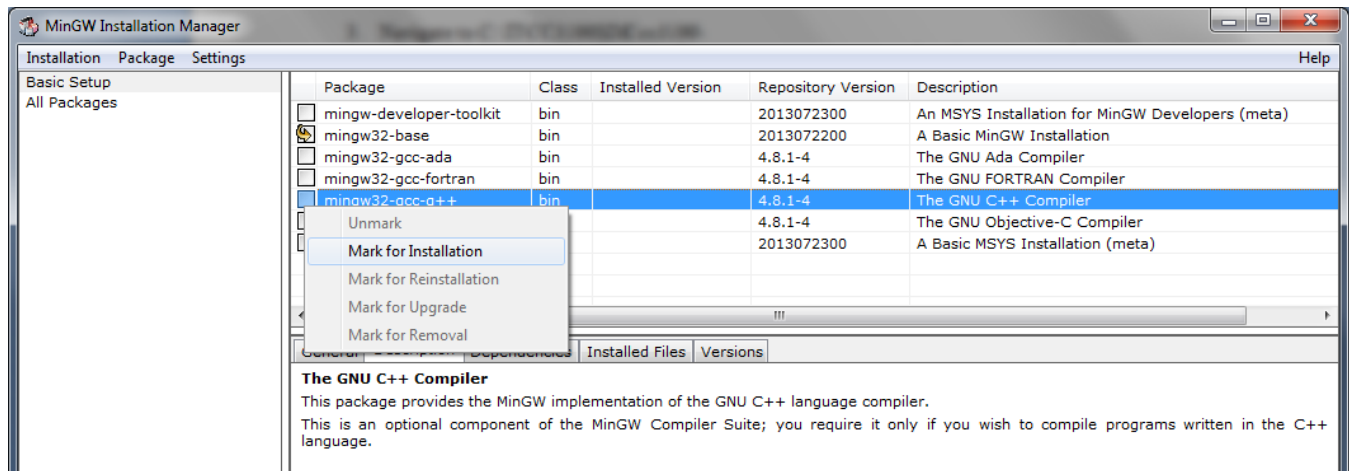 MinGW Installation Manager
Installation Package Settings Help
Basic Setup
All Packages
Package Class Installed Version Repository Version Description
mingw-developer-toolkit bin 2013072300 An MSYS Installation for MinGW Developers (meta)
mingw32-base bin 2013072200 A Basic MinGW Installation
mingw32-gcc-ada bin 4.8.1-4 The GNU Ada Compiler
mingw32-gcc-fortran bin 4.8.1-4 The GNU FORTRAN Compiler
mingw32-gcc-g++ bin 4.8.1-4 The GNU C++ Compiler
4.8.1-4 The GNU Objective-C Compiler
2013072300 A Basic MSYS Installation (meta)
Unmark
Mark for Installation
Mark for Reinstallation
Mark for Upgrade
Mark for Removal
General Description Dependencies Installed Files Versions
The GNU C++ Compiler
This package provides the MinGW implementation of the GNU C++ language compiler.
This is an optional component of the MinGW Compiler Suite; you require it only if you wish to compile programs written in the C++
language.